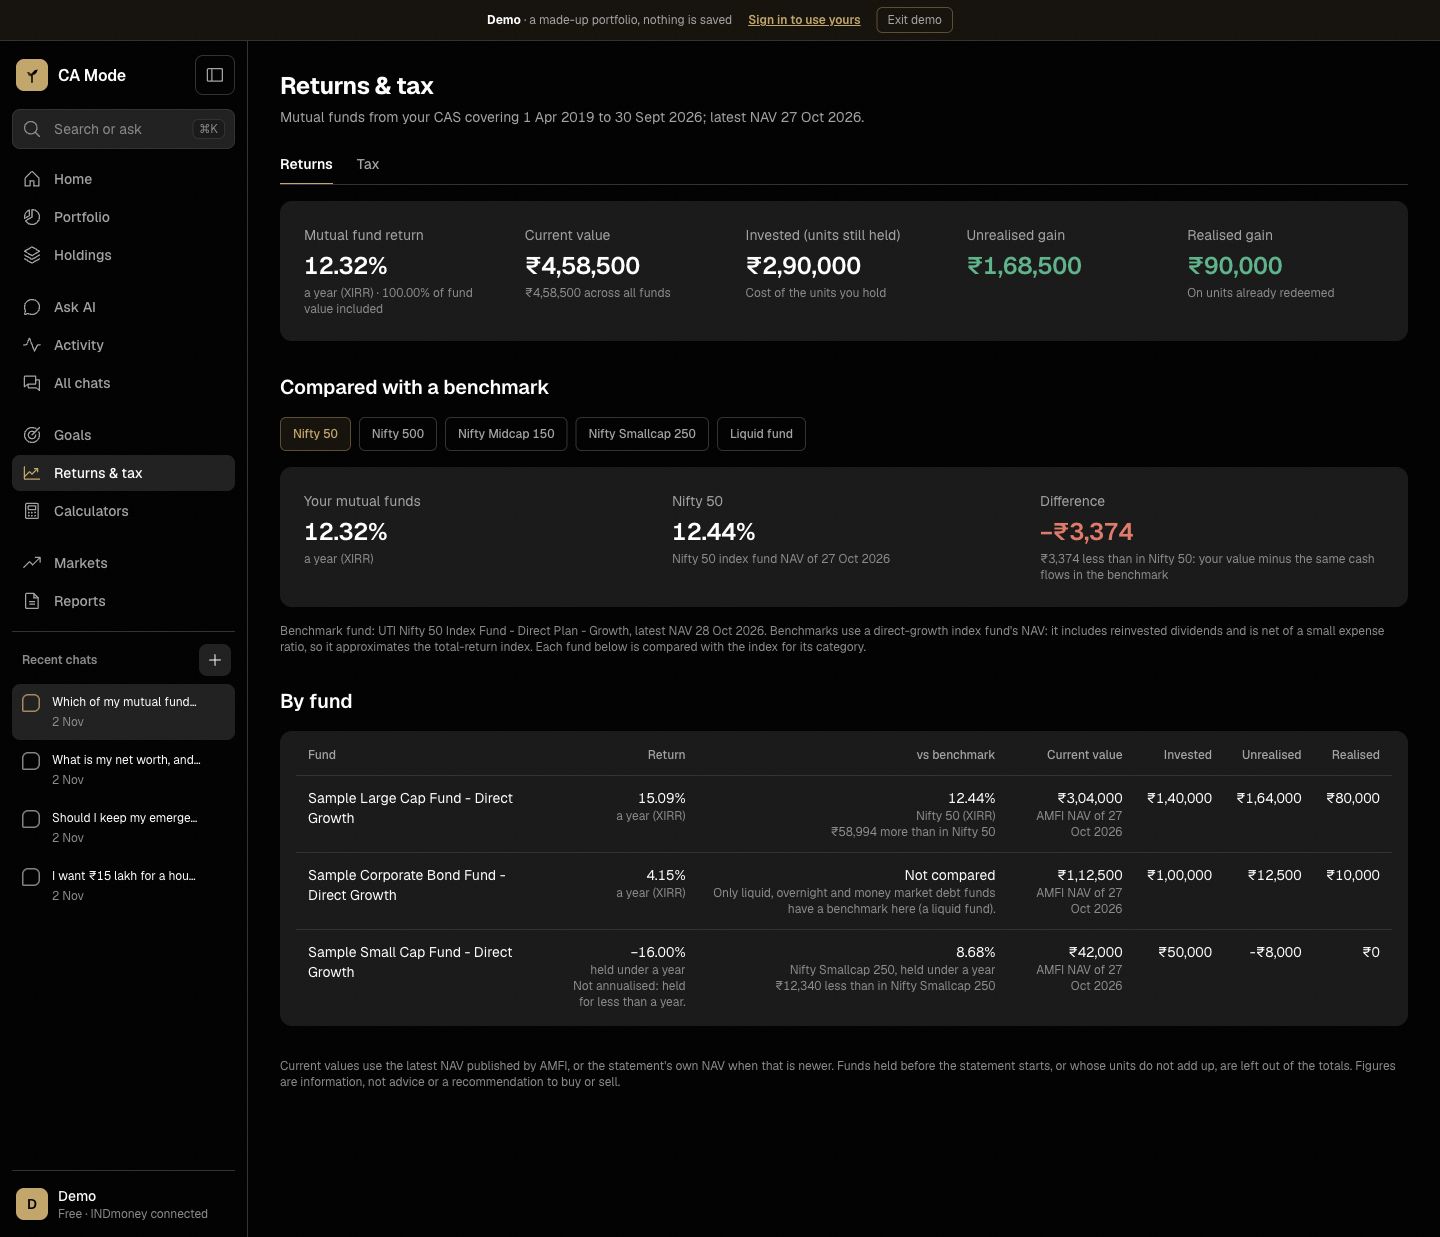 Demo · a made-up portfolio, nothing is saved Sign in to use yours Exit demo
CA Mode
Search or ask ⌘K
Home
Portfolio
Holdings
Ask AI
Activity
All chats
Goals
Returns & tax
Calculators
Markets
Reports
Recent chats
Which of my mutual fund...
2 Nov
What is my net worth, and...
2 Nov
Should I keep my emerge...
2 Nov
I want ₹15 lakh for a hou...
2 Nov
D
Demo
Free · INDmoney connected
Returns & tax
Mutual funds from your CAS covering 1 Apr 2019 to 30 Sept 2026; latest NAV 27 Oct 2026.
Returns Tax
Mutual fund return
12.32%
a year (XIRR) · 100.00% of fund
value included
Current value
₹4,58,500
₹4,58,500 across all funds
Invested (units still held)
₹2,90,000
Cost of the units you hold
Unrealised gain
₹1,68,500
Realised gain
₹90,000
On units already redeemed
Compared with a benchmark
Nifty 50 Nifty 500 Nifty Midcap 150 Nifty Smallcap 250 Liquid fund
Your mutual funds
12.32%
a year (XIRR)
Nifty 50
12.44%
Nifty 50 index fund NAV of 27 Oct 2026
Difference
−₹3,374
₹3,374 less than in Nifty 50: your value minus the same cash
flows in the benchmark
Benchmark fund: UTI Nifty 50 Index Fund - Direct Plan - Growth, latest NAV 28 Oct 2026. Benchmarks use a direct-growth index fund's NAV: it includes reinvested dividends and is net of a small expense
ratio, so it approximates the total-return index. Each fund below is compared with the index for its category.
By fund
Fund Return vs benchmark Current value Invested Unrealised Realised
Sample Large Cap Fund - Direct
Growth
15.09%
a year (XIRR)
12.44%
Nifty 50 (XIRR)
₹58,994 more than in Nifty 50
₹3,04,000
AMFI NAV of 27
Oct 2026
₹1,40,000
₹1,64,000
₹80,000
Sample Corporate Bond Fund -
Direct Growth
4.15%
a year (XIRR)
Not compared
Only liquid, overnight and money market debt funds
have a benchmark here (a liquid fund).
₹1,12,500
AMFI NAV of 27
Oct 2026
₹1,00,000
₹12,500
₹10,000
Sample Small Cap Fund - Direct
Growth
−16.00%
held under a year
Not annualised: held
for less than a year.
8.68%
Nifty Smallcap 250, held under a year
₹12,340 less than in Nifty Smallcap 250
₹42,000
AMFI NAV of 27
Oct 2026
₹50,000
-₹8,000
₹0
Current values use the latest NAV published by AMFI, or the statement's own NAV when that is newer. Funds held before the statement starts, or whose units do not add up, are left out of the totals. Figures
are information, not advice or a recommendation to buy or sell.